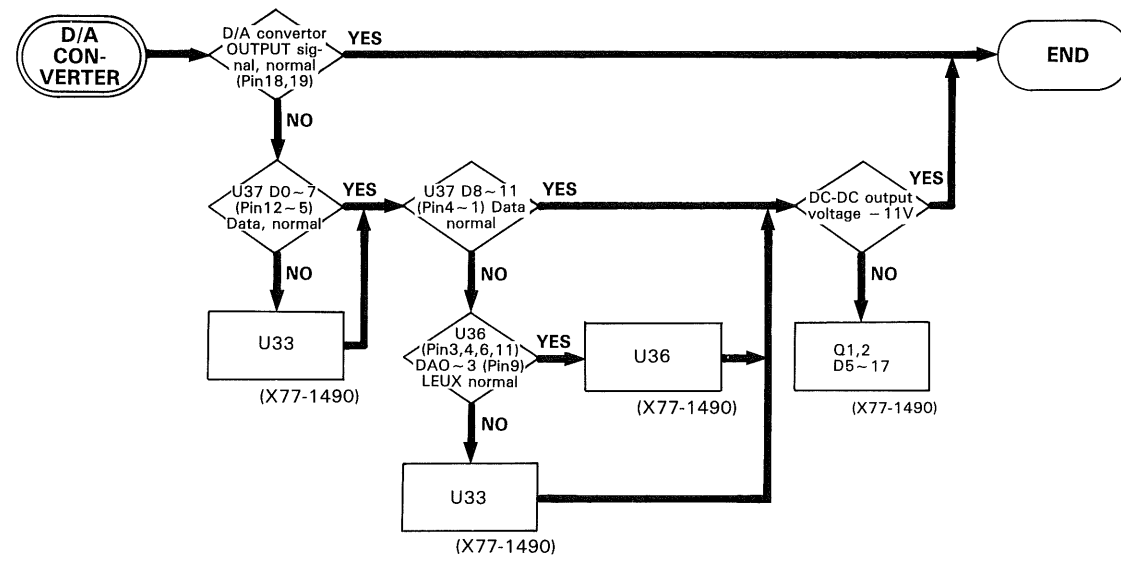 D/A
CON-
VERTER
D/A convertor
OUTPUT sig-
nal, normal
(Pin18,19)
YES
END
NO
U37 D0~7
(Pin12~5)
Data, normal
YES
U37 D8~11
(Pin4~1) Data
normal
YES
DC-DC output
voltage −11V
YES
NO
NO
NO
U33
(X77-1490)
U36
(Pin3,4,6,11)
DAO~3 (Pin9)
LEUX normal
YES
U36
(X77-1490)
Q1,2
D5~17
(X77-1490)
NO
U33
(X77-1490)